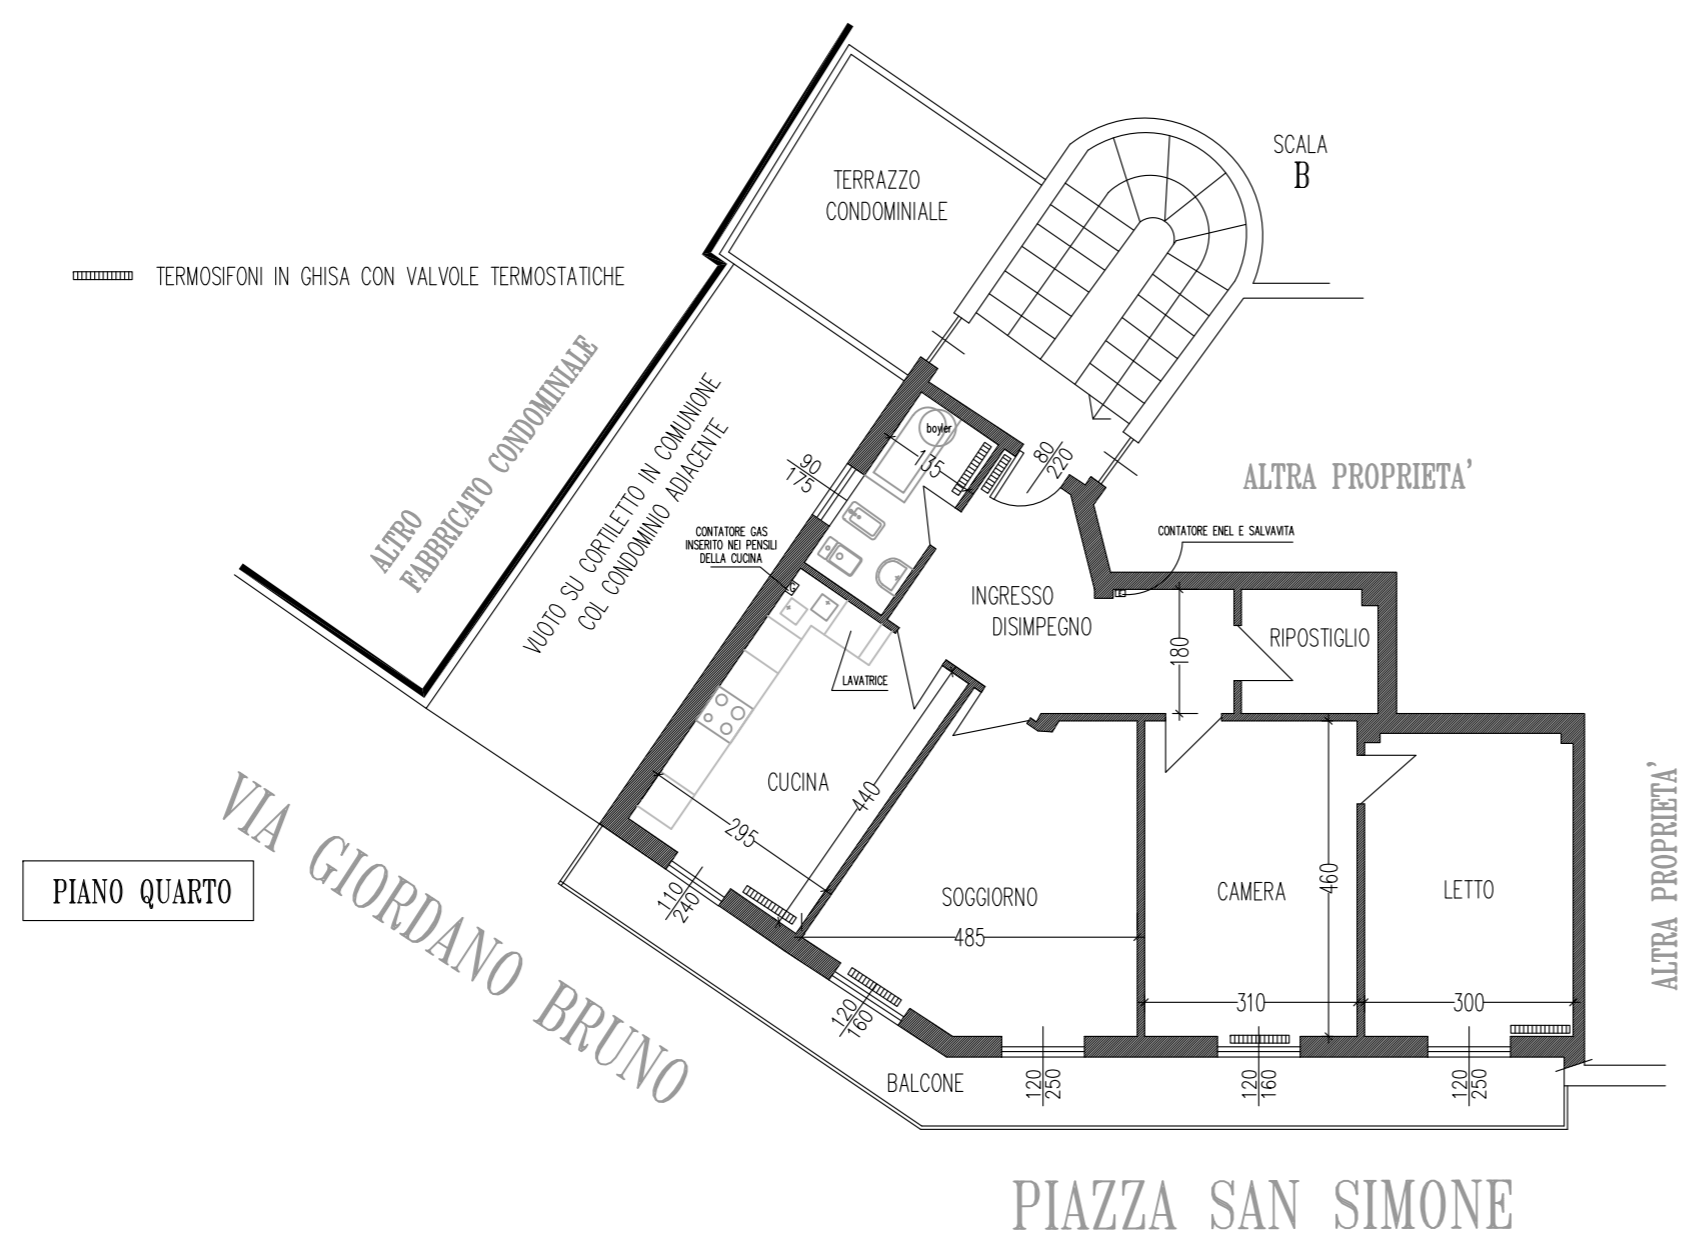 SCALA
B
TERRAZZO
CONDOMINIALE
TERMOSIFONI IN GHISA CON VALVOLE TERMOSTATICHE
ALTRO
FABBRICATO CONDOMINIALE
VUOTO SU CORTILETTO IN COMUNIONE
COL CONDOMINIO ADIACENTE
boyler
135
80
220
90
175
ALTRA PROPRIETA'
CONTATORE GAS
INSERITO NEI PENSILI
DELLA CUCINA
CONTATORE ENEL E SALVAVITA
INGRESSO
DISIMPEGNO
180
RIPOSTIGLIO
LAVATRICE
CUCINA
440
295
VIA GIORDANO BRUNO
PIANO QUARTO
110
240
SOGGIORNO
485
CAMERA
460
LETTO
310
300
ALTRA PROPRIETA'
120
160
BALCONE
120
250
120
160
120
250
PIAZZA SAN SIMONE